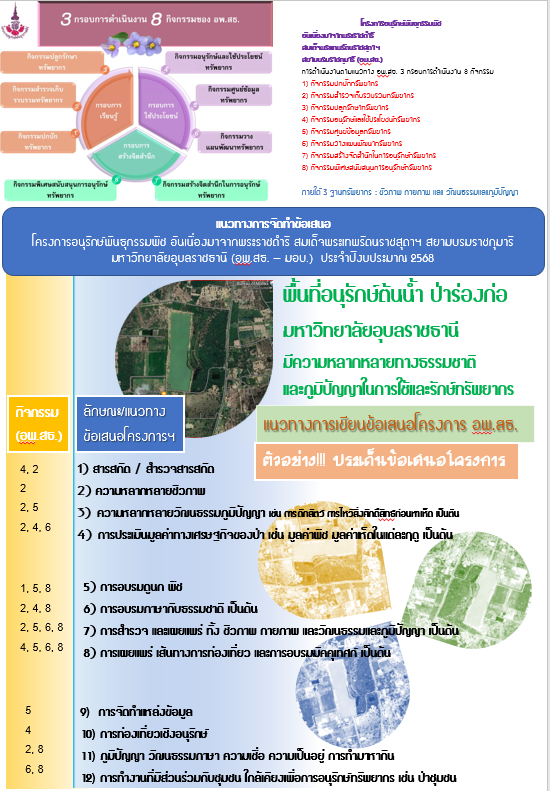 3 กรอบการดำเนินงาน 8 กิจกรรมของ อพ.สธ.
กิจกรรมปลูกรักษา
ทรัพยากร
กิจกรรมสำรวจเก็บ
รวบรวมทรัพยากร
กิจกรรมปกปัก
ทรัพยากร
กรอบการ
เรียนรู้
กรอบการ
ใช้ประโยชน์
กรอบการ
สร้างจิตสำนึก
กิจกรรมอนุรักษ์และใช้ประโยชน์
ทรัพยากร
กิจกรรมศูนย์ข้อมูล
ทรัพยากร
กิจกรรมวาง
แผนพัฒนาทรัพยากร
กิจกรรมพิเศษสนับสนุนการอนุรักษ์
ทรัพยากร
กิจกรรมสร้างจิตสำนึกในการอนุรักษ์
ทรัพยากร
โครงการอนุรักษ์พันธุกรรมพืช
อันเนื่องมาจากพระราชดำริ
สมเด็จพระเทพรัตนราชสุดาฯ
สยามบรมราชกุมารี (อพ.สธ.)
การดำเนินงานตามแนวทาง อพ.สธ. 3 กรอบการดำเนินงาน 8 กิจกรรม
1) กิจกรรมปกปักทรัพยากร
2) กิจกรรมสำรวจเก็บรวบรวมทรัพยากร
3) กิจกรรมปลูกรักษาทรัพยากร
4) กิจกรรมอนุรักษ์และใช้ประโยชน์ทรัพยากร
5) กิจกรรมศูนย์ข้อมูลทรัพยากร
6) กิจกรรมวางแผนพัฒนาทรัพยากร
7) กิจกรรมสร้างจิตสำนึกในการอนุรักษ์ทรัพยากร
8) กิจกรรมพิเศษสนับสนุนการอนุรักษ์ทรัพยากร
ภายใต้ 3 ฐานทรัพยากร : ชีวภาพ กายภาพ และ วัฒนธรรมและภูมิปัญญา
แนวทางการจัดทำข้อเสนอ
โครงการอนุรักษ์พันธุกรรมพืช อันเนื่องมาจากพระราชดำริ สมเด็จพระเทพรัตนราชสุดาฯ สยามบรมราชกุมารี
มหาวิทยาลัยอุบลราชธานี (อพ.สธ. – มอบ.) ประจำปีงบประมาณ 2568
พื้นที่อนุรักษ์ต้นน้ำ ป่าร่องก่อ
มหาวิทยาลัยอุบลราชธานี
มีความหลากหลายทางธรรมชาติ
และภูมิปัญาในการใช้และรักษ์ทรัพยากร
กิจกรรม
(อพ.สธ.)
ลักษณะ/แนวทาง
ข้อเสนอโครงการฯ
แนวทางการเขียนข้อเสนอโครงการ อพ.สธ.
ตัวอย่าง!!! ประเด็นข้อเสนอโครงการ
4, 2 1) สารสกัด / สำรวจสารสกัด
2 2) ความหลากหลายชีวภาพ
2, 5 3) ความหลากหลายวัฒนธรรมภูมิปัญญา เช่น การดักสัตว์ การไหว้สิ่งศักดิ์สิทธิ์ก่อนหาเห็ด เป็นต้น
2, 4, 6 4) การประเมินมูลค่าทางเศรษฐกิจของป่า เช่น มูลค่าพืช มูลค่าเห็ดในแต่ละฤดู เป็นต้น
1, 5, 8 5) การอบรมดูนก พืช
2, 4, 8 6) การอบรมภาษากับธรรมชาติ เป็นต้น
2, 5, 6, 8 7) การสำรวจ และเผยแพร่ ทั้ง ชีวภาพ กายภาพ และวัฒนธรรมและภูมิปัญญา เป็นต้น
4, 5, 6, 8 8) การเผยแพร่ เส้นทางการท่องเที่ยว และการอบรมมัคคุเทศก์ เป็นต้น
5 9) การจัดทำแหล่งข้อมูล
4 10) การท่องเที่ยวเชิงอนุรักษ์
2, 8 11) ภูมิปัญา วัฒนธรรมภาษา ความเชื่อ ความเป็นอยู่ การทำมาหากิน
6, 8 12) การทำงานที่มีส่วนร่วมกับชุมชน ใกล้เคียงเพื่อการอนุรักษ์ทรัพยากร เช่น ป่าชุมชน